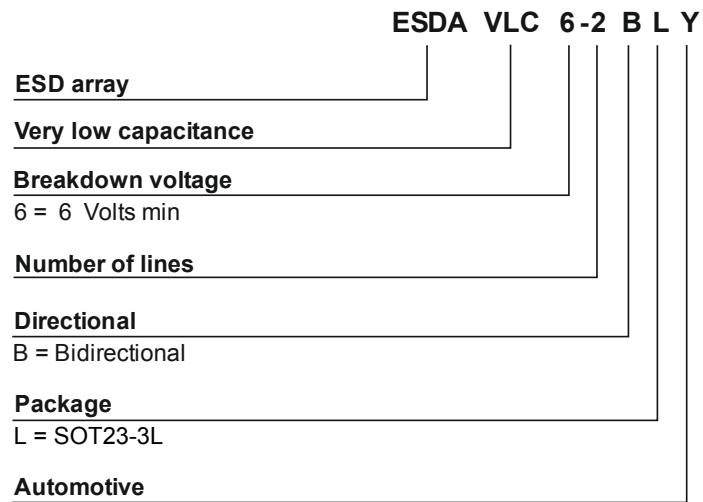 ESDA VLC 6-2 B L Y
ESD array
Very low capacitance
Breakdown voltage
6 = 6 Volts min
Number of lines
Directional
B = Bidirectional
Package
L = SOT23-3L
Automotive